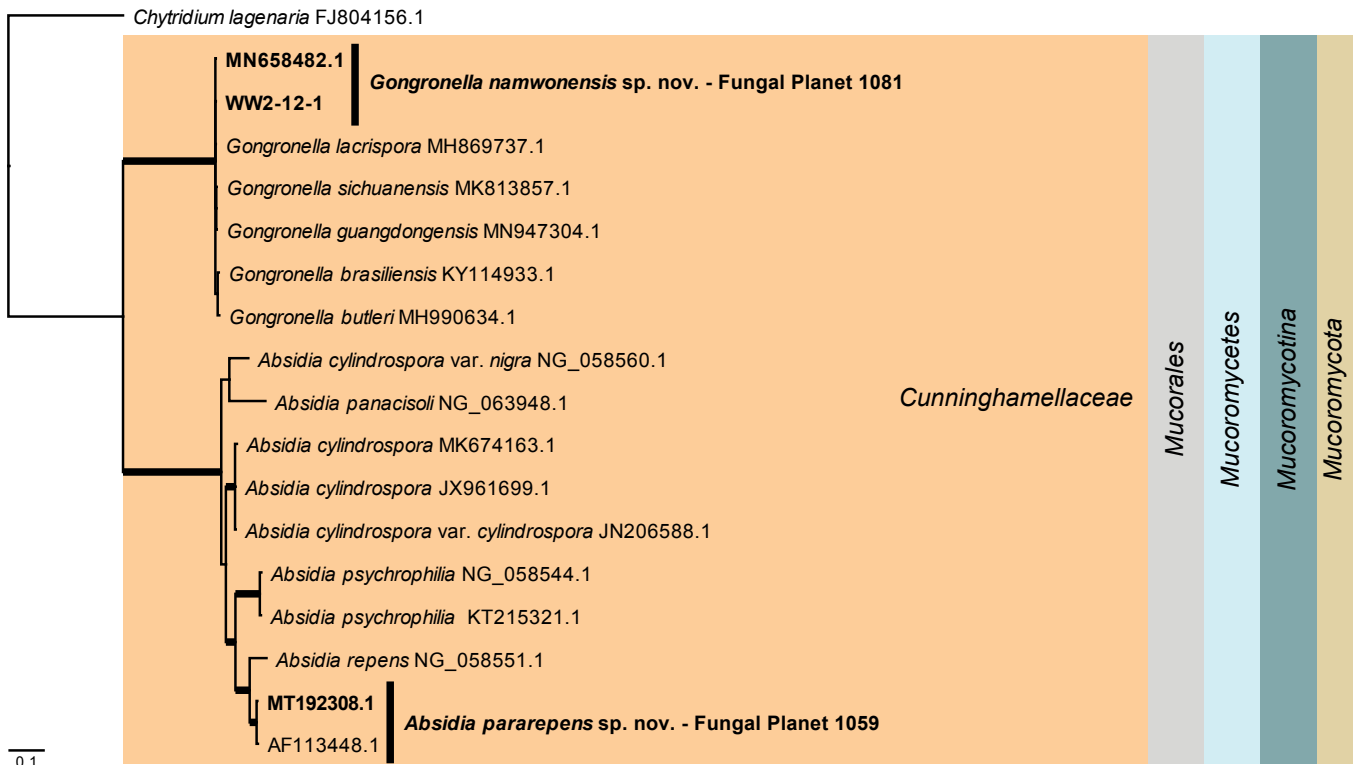 Chytridium lagenaria FJ804156.1
MN658482.1
Gongronella namwonensis sp. nov. - Fungal Planet 1081
WW2-12-1
Gongronella lacrispora MH869737.1
Gongronella sichuanensis MK813857.1
Gongronella guangdongensis MN947304.1
Gongronella brasiliensis KY114933.1
Gongronella butleri MH990634.1
Absidia cylindrospora var. nigra NG_058560.1
Absidia panacisoli NG_063948.1
Absidia cylindrospora MK674163.1
Absidia cylindrospora JX961699.1
Absidia cylindrospora var. cylindrospora JN206588.1
Absidia psychrophilia NG_058544.1
Absidia psychrophilia KT215321.1
Absidia repens NG_058551.1
MT192308.1
Absidia pararepens sp. nov. - Fungal Planet 1059
AF113448.1
Cunninghamellaceae
Mucorales
Mucoromycetes
Mucoromycotina
Mucoromycota
0.1